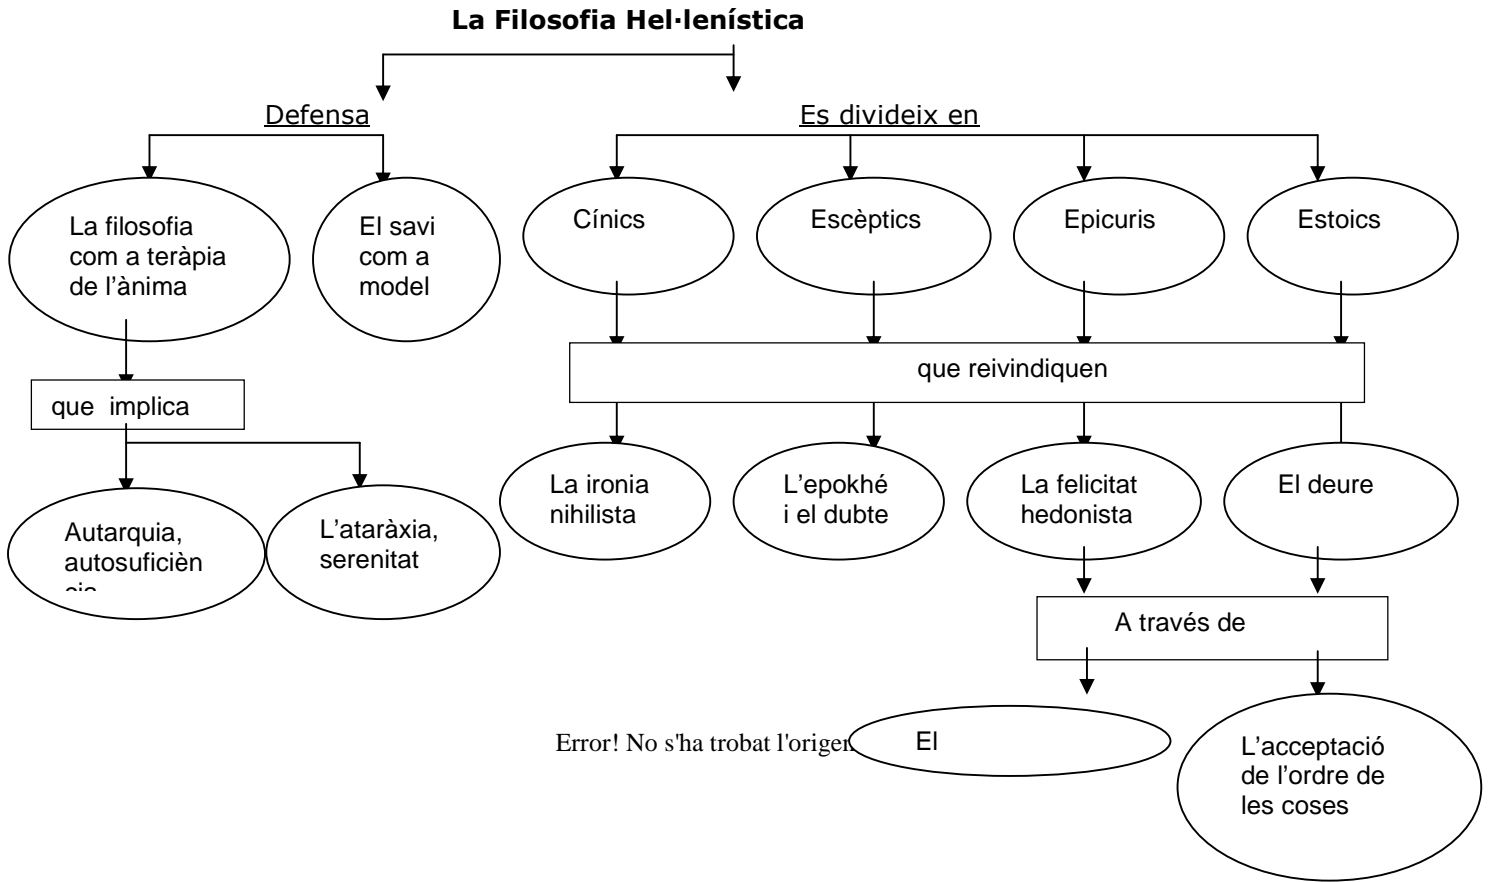 La Filosofia Hel·lenística
Defensa
Es divideix en
La filosofia
com a teràpia
de l’ànima
El savi
com a
model
Cínics
Escèptics
Epicuris
Estoics
que implica
que reivindiquen
Autarquia,
autosuficièn
L’ataràxia,
serenitat
La ironia
nihilista
L’epokhé
i el dubte
La felicitat
hedonista
El deure
A través de
Error! No s'ha trobat l'origen
El
L’acceptació
de l’ordre de
les coses